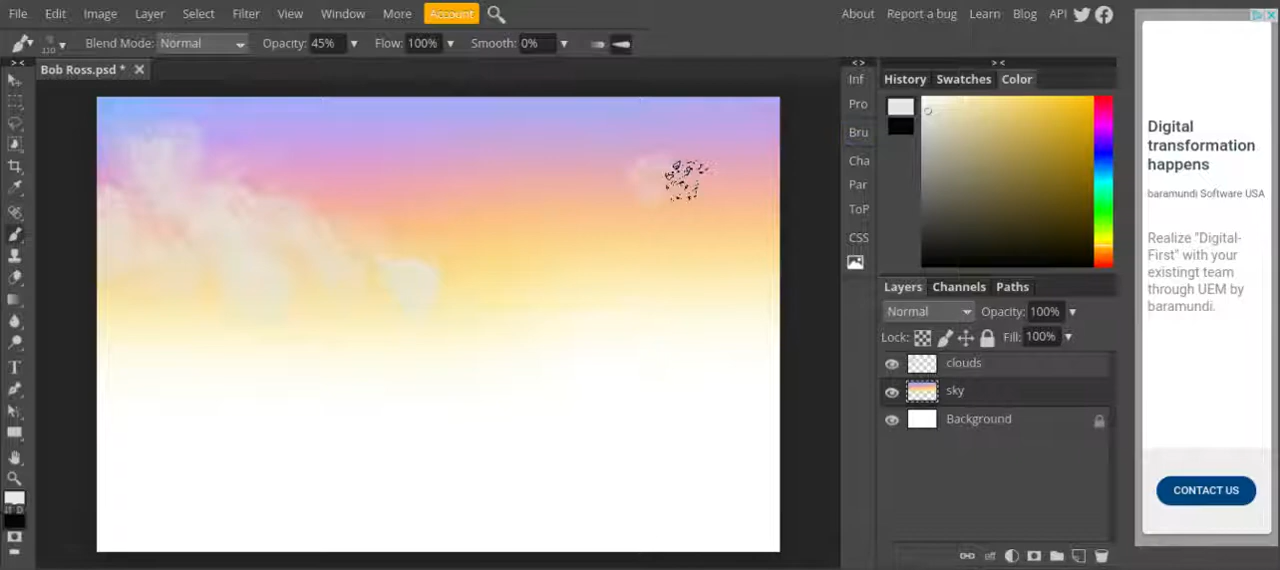 File Edit Image Layer Select Filter View Window More Account About Report a bug Learn Blog API
110 Blend Mode: Normal Opacity: 45% Flow: 100% Smooth: 0%
> < < > > <
Bob Ross.psd *
Inf
Pro
Bru
Cha
Par
ToP
CSS
History Swatches Color
Layers Channels Paths
Normal Opacity: 100%
Lock: Fill: 100%
clouds
sky
Background
Digital
transformation
happens
baramundi Software USA
Realize "Digital-
First" with your
existingt team
through UEM by
baramundi.
CONTACT US